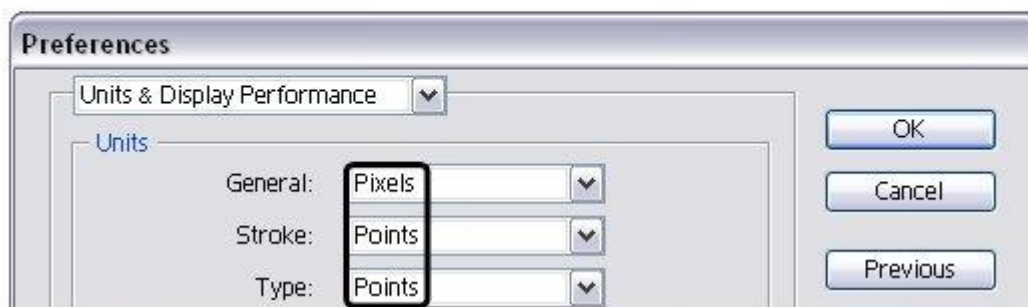 Preferences
Units & Display Performance
OK
Units
General: Pixels
Cancel
Stroke: Points
Previous
Type: Points